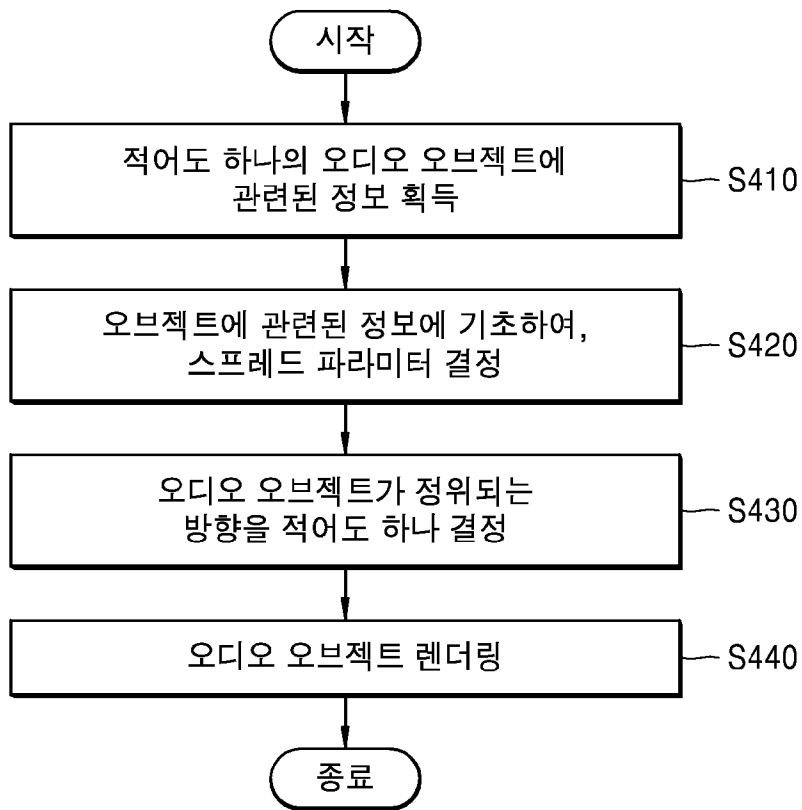 시작
적어도 하나의 오디오 오브젝트에
관련된 정보 획득
S410
오브젝트에 관련된 정보에 기초하여,
스프레드 파라미터 결정
S420
오디오 오브젝트가 정위되는
방향을 적어도 하나 결정
S430
오디오 오브젝트 렌더링
S440
종료